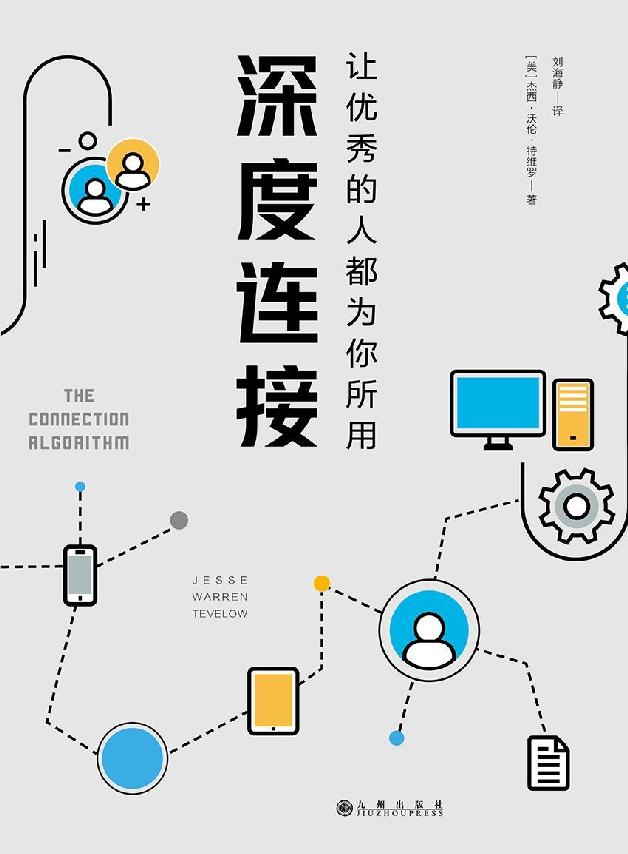 深度连接
让优秀的人都为你所用
[美]杰西·沃伦·特维罗—著
刘海静—译
THE
CONNECTION
ALGORITHM
JESSE
WARREN
TEVELOW
九州出版社
JIUZHOUPRESS